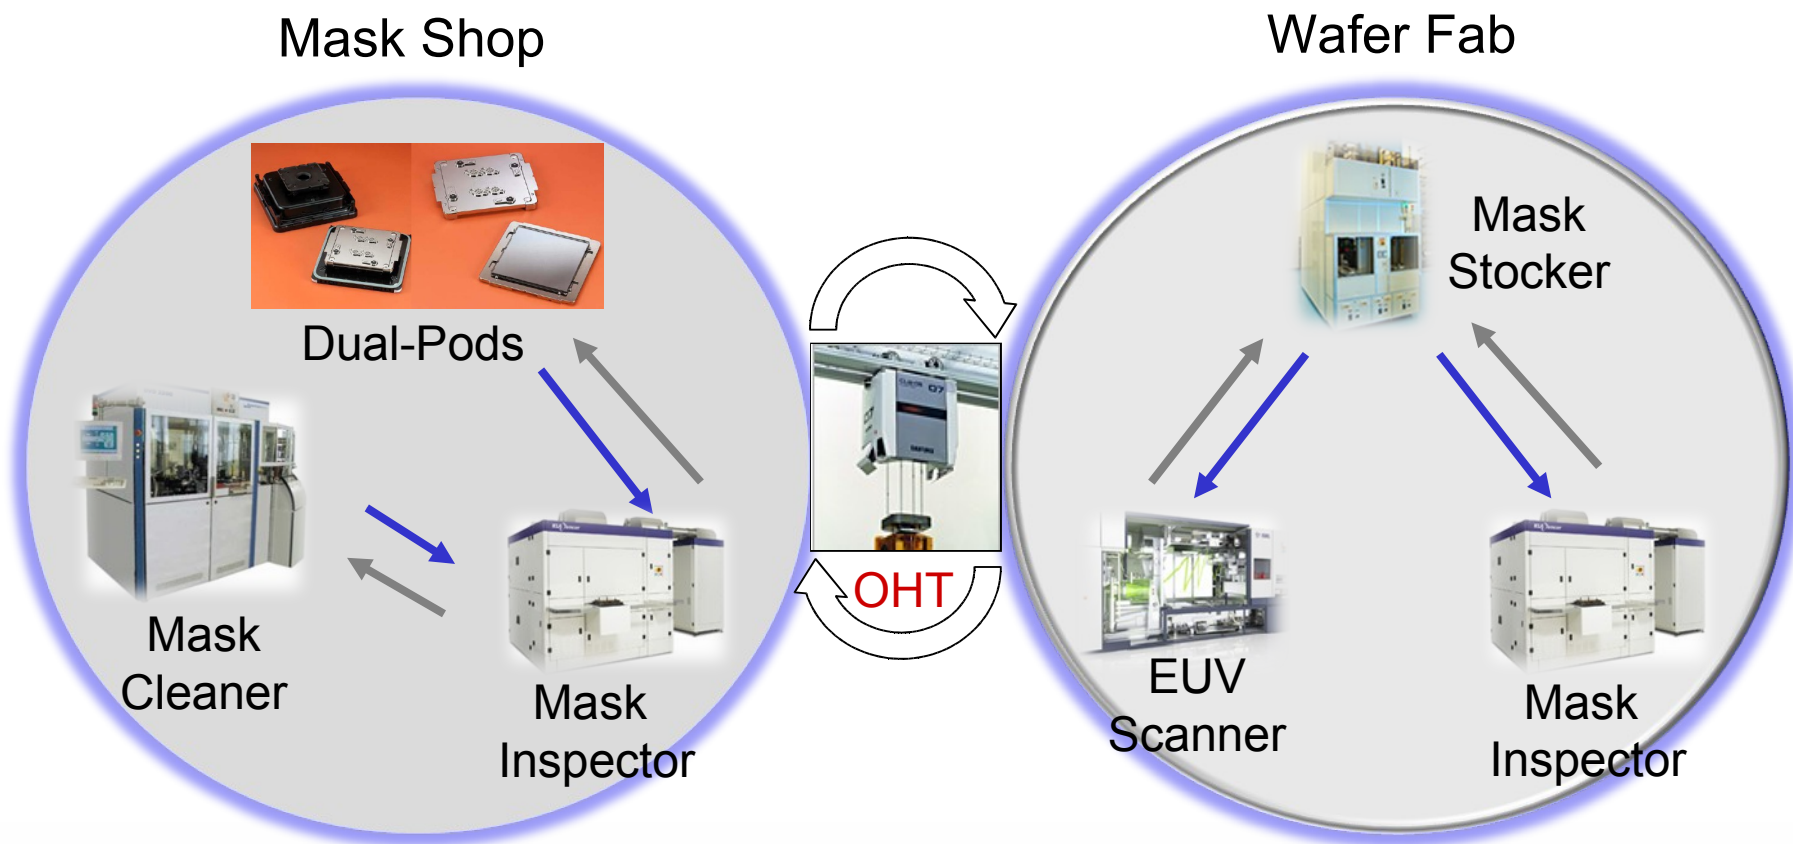 Mask Shop
Wafer Fab
Dual-Pods
Mask
Cleaner
Mask
Inspector
OHT
Mask
Stocker
EUV
Scanner
Mask
Inspector